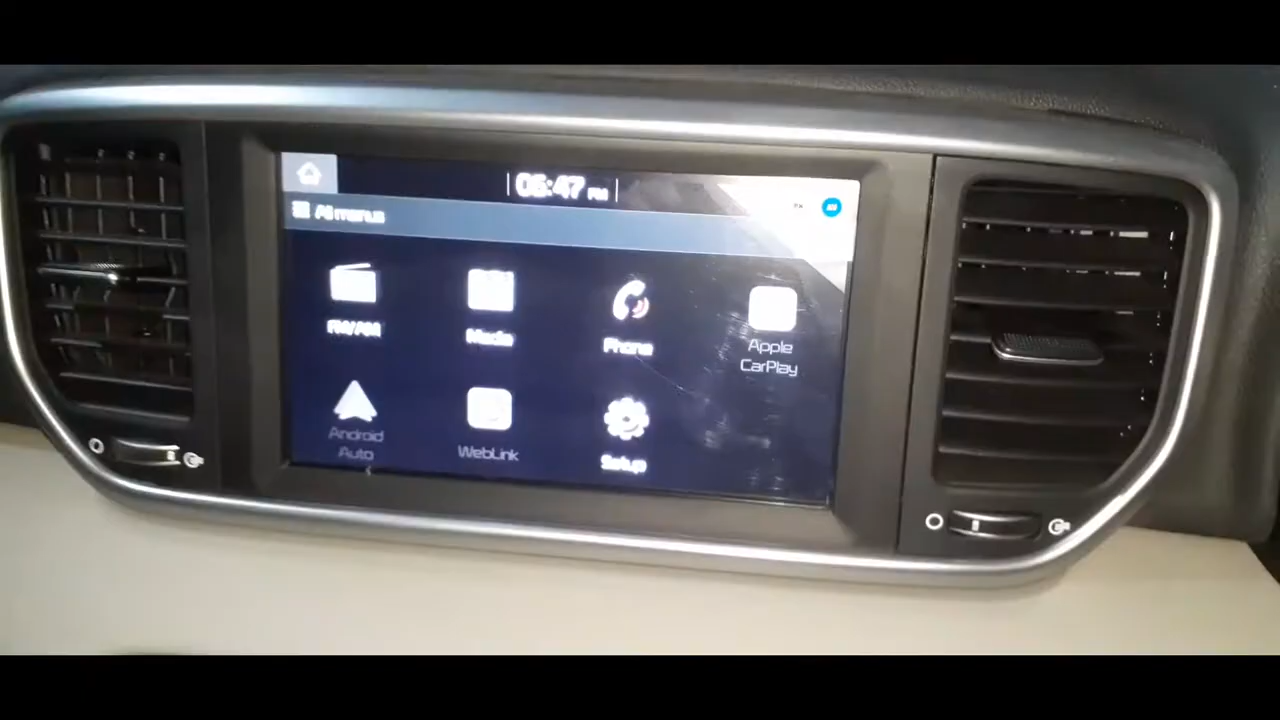 06:47 PM
All menus
FM/AM
Media
Phone
Apple
CarPlay
Android
Auto
WebLink
Setup